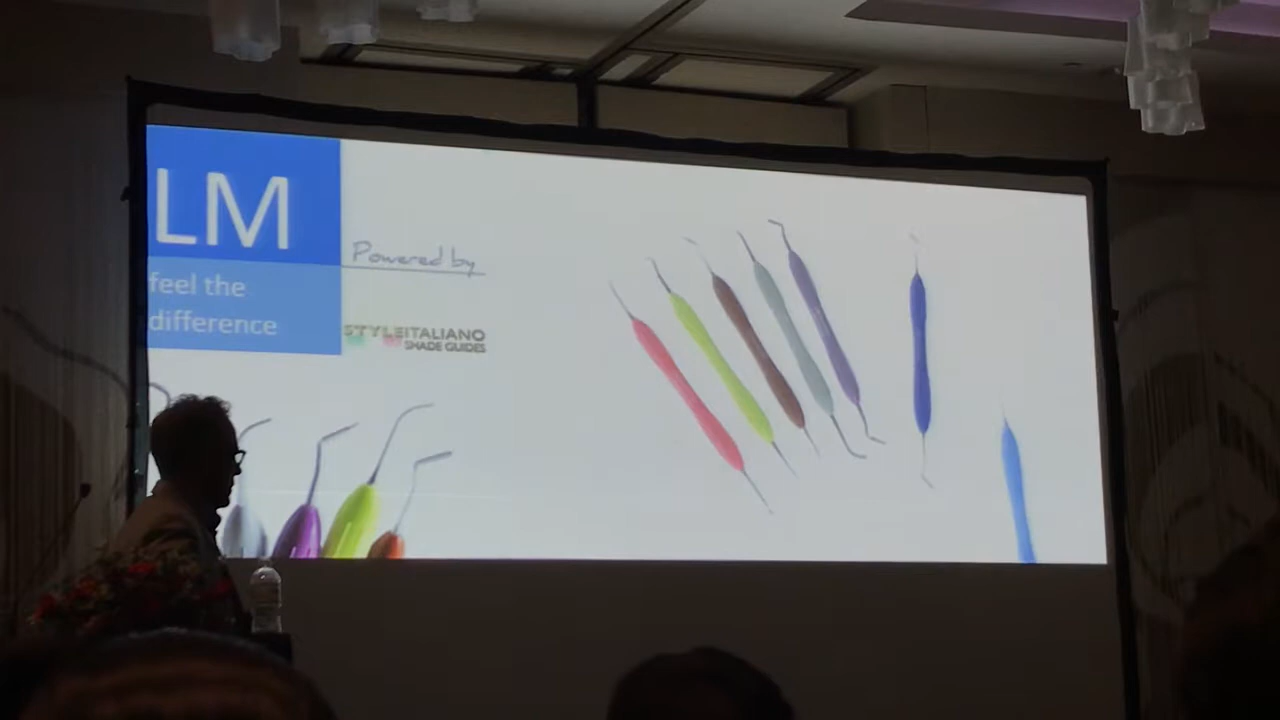 LM
feel the
difference
Powered by
STYLEITALIANO
SHADE GUIDES